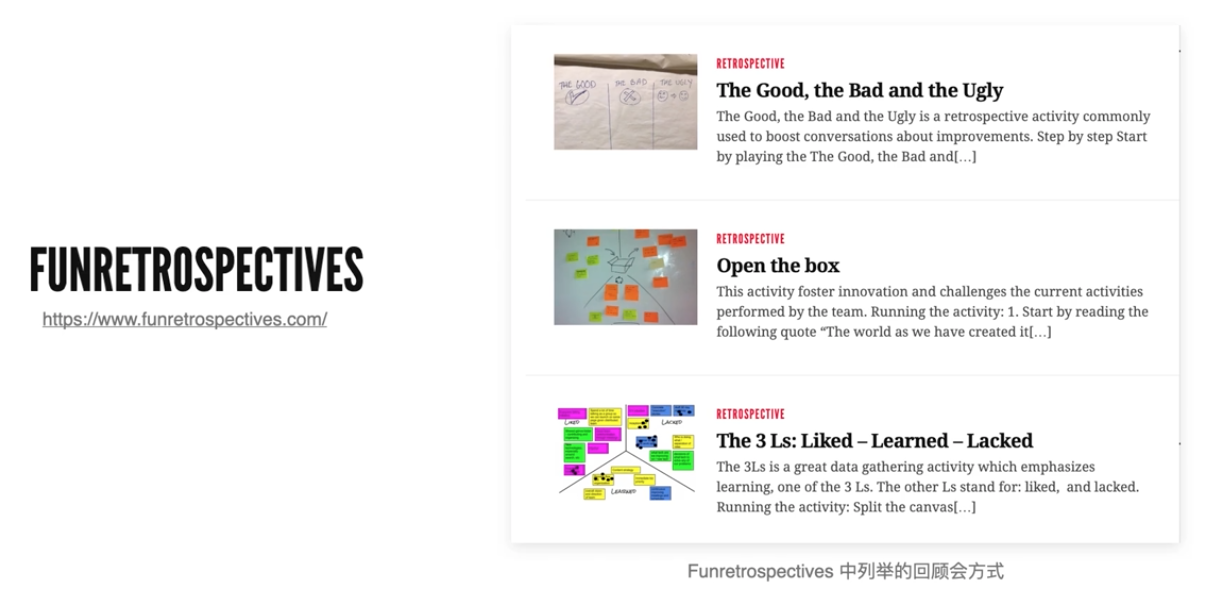 FUNRETROSPECTIVES
https://www.funretrospectives.com/
THE GOOD
THE BAD
THE UGLY
RETROSPECTIVE
The Good, the Bad and the Ugly
The Good, the Bad and the Ugly is a retrospective activity commonly
used to boost conversations about improvements. Step by step Start
by playing the The Good, the Bad and[…]
RETROSPECTIVE
Open the box
This activity foster innovation and challenges the current activities
performed by the team. Running the activity: 1. Start by reading the
following quote “The world as we have created it[…]
LIKED
LACKED
LEARNED
RETROSPECTIVE
The 3 Ls: Liked – Learned – Lacked
The 3Ls is a great data gathering activity which emphasizes
learning, one of the 3 Ls. The other Ls stand for: liked,  and lacked.
Running the activity: Split the canvas[…]
Funretrospectives 中列举的回顾会方式